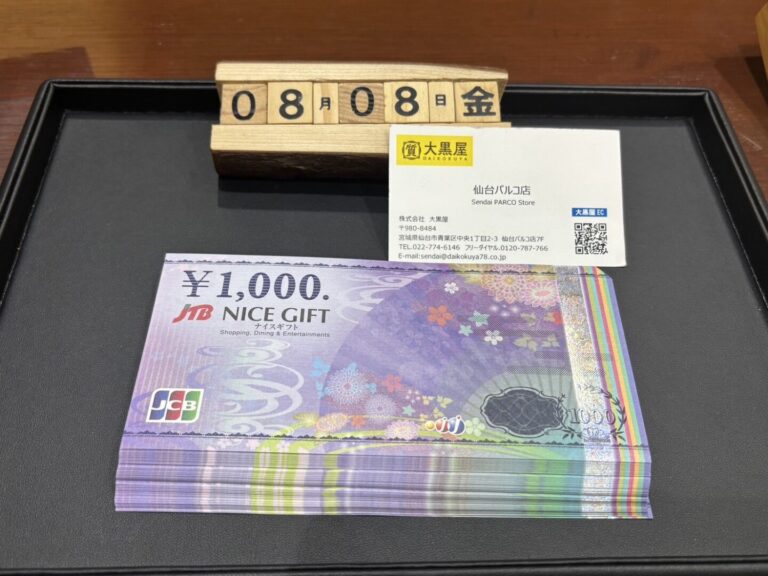 08月08日金
質 大黒屋
DAIKOKUYA
仙台パルコ店
Sendai PARCO Store
株式会社 大黒屋
〒980-8484
宮城県仙台市青葉区中央1丁目2-3 仙台パルコ店7F
TEL.022-774-6146 フリーダイヤル.0120-787-766
E-mail:sendai@daikokuya78.co.jp
大黒屋 EC
¥1,000.
JTB NICE GIFT
ナイスギフト
Shopping, Dining & Entertainments
JCB
1000